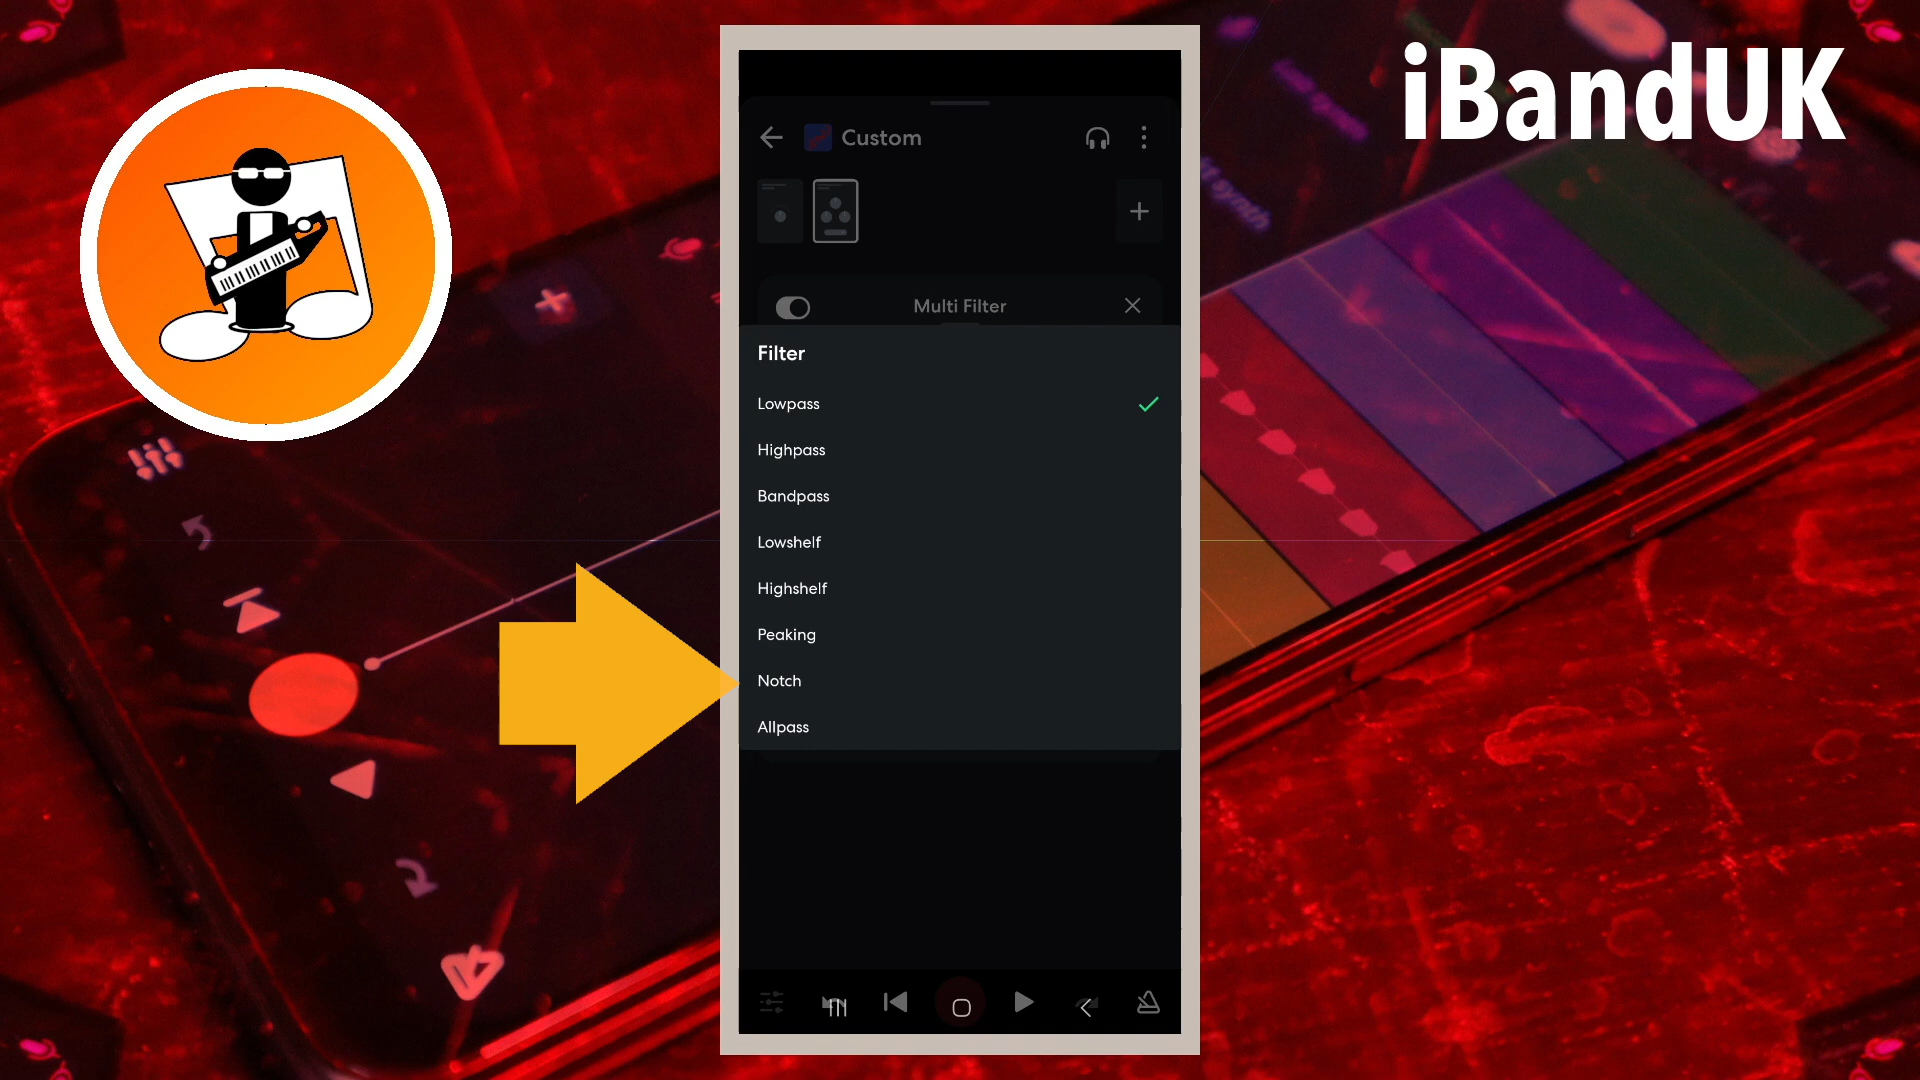 iBandUK
Custom
Multi Filter
Filter
Lowpass
Highpass
Bandpass
Lowshelf
Highshelf
Peaking
Notch
Allpass